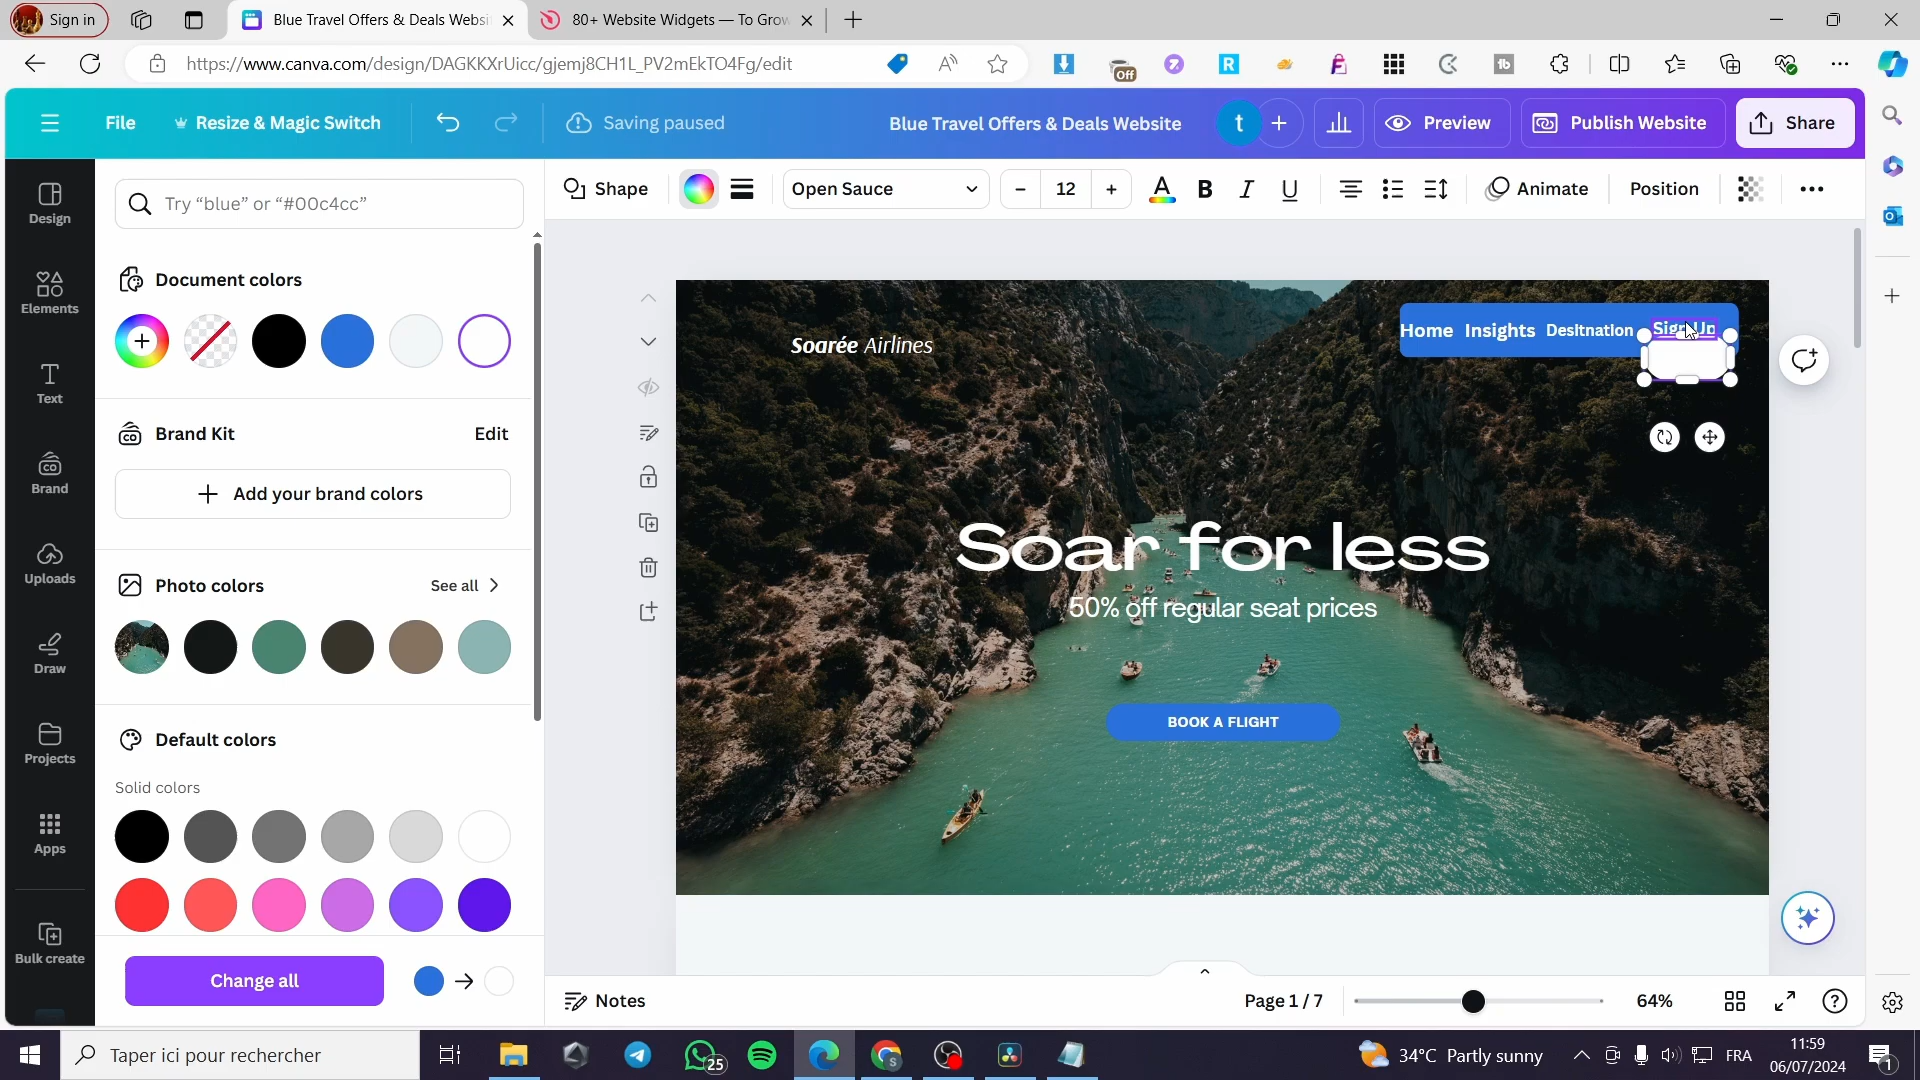 Sign in
Blue Travel Offers & Deals Websi
80+ Website Widgets — To Grow
https://www.canva.com/design/DAGKKXrUicc/gjemj8CH1L_PV2mEkTO4Fg/edit
Off
File
Resize & Magic Switch
Saving paused
Blue Travel Offers & Deals Website
t
Preview
Publish Website
Share
Design
Elements
Text
Brand
Uploads
Draw
Projects
Apps
Bulk create
Try “blue” or “#00c4cc”
Document colors
Brand Kit
Edit
Add your brand colors
Photo colors
See all
Default colors
Solid colors
Change all
Shape
Open Sauce
12
A
B
I
U
Animate
Position
Soarée Airlines
Home Insights Desitnation Sign Up
Soar for less
50% off regular seat prices
BOOK A FLIGHT
Notes
Page 1 / 7
64%
Taper ici pour rechercher
25
34°C Partly sunny
FRA
11:59
06/07/2024
1